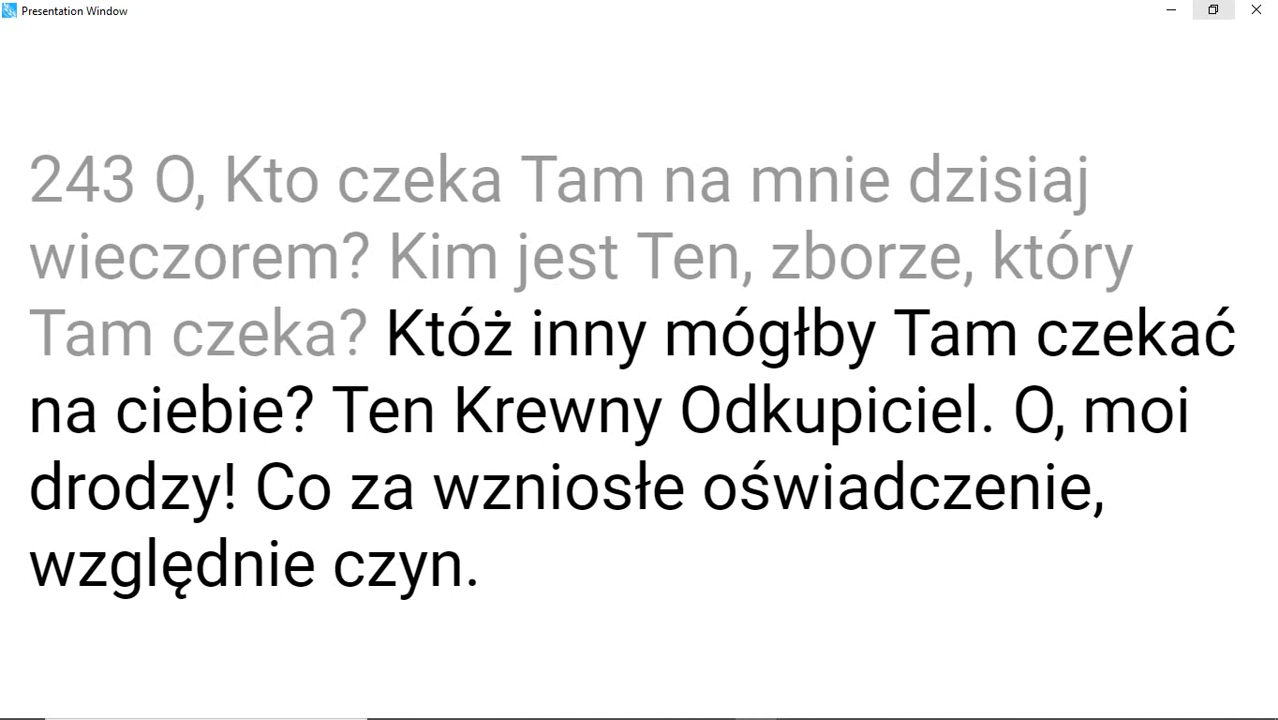 Presentation Window
243 O, Kto czeka Tam na mnie dzisiaj
wieczorem? Kim jest Ten, zborze, który
Tam czeka? Któż inny mógłby Tam czekać
na ciebie? Ten Krewny Odkupiciel. O, moi
drodzy! Co za wzniosłe oświadczenie,
względnie czyn.